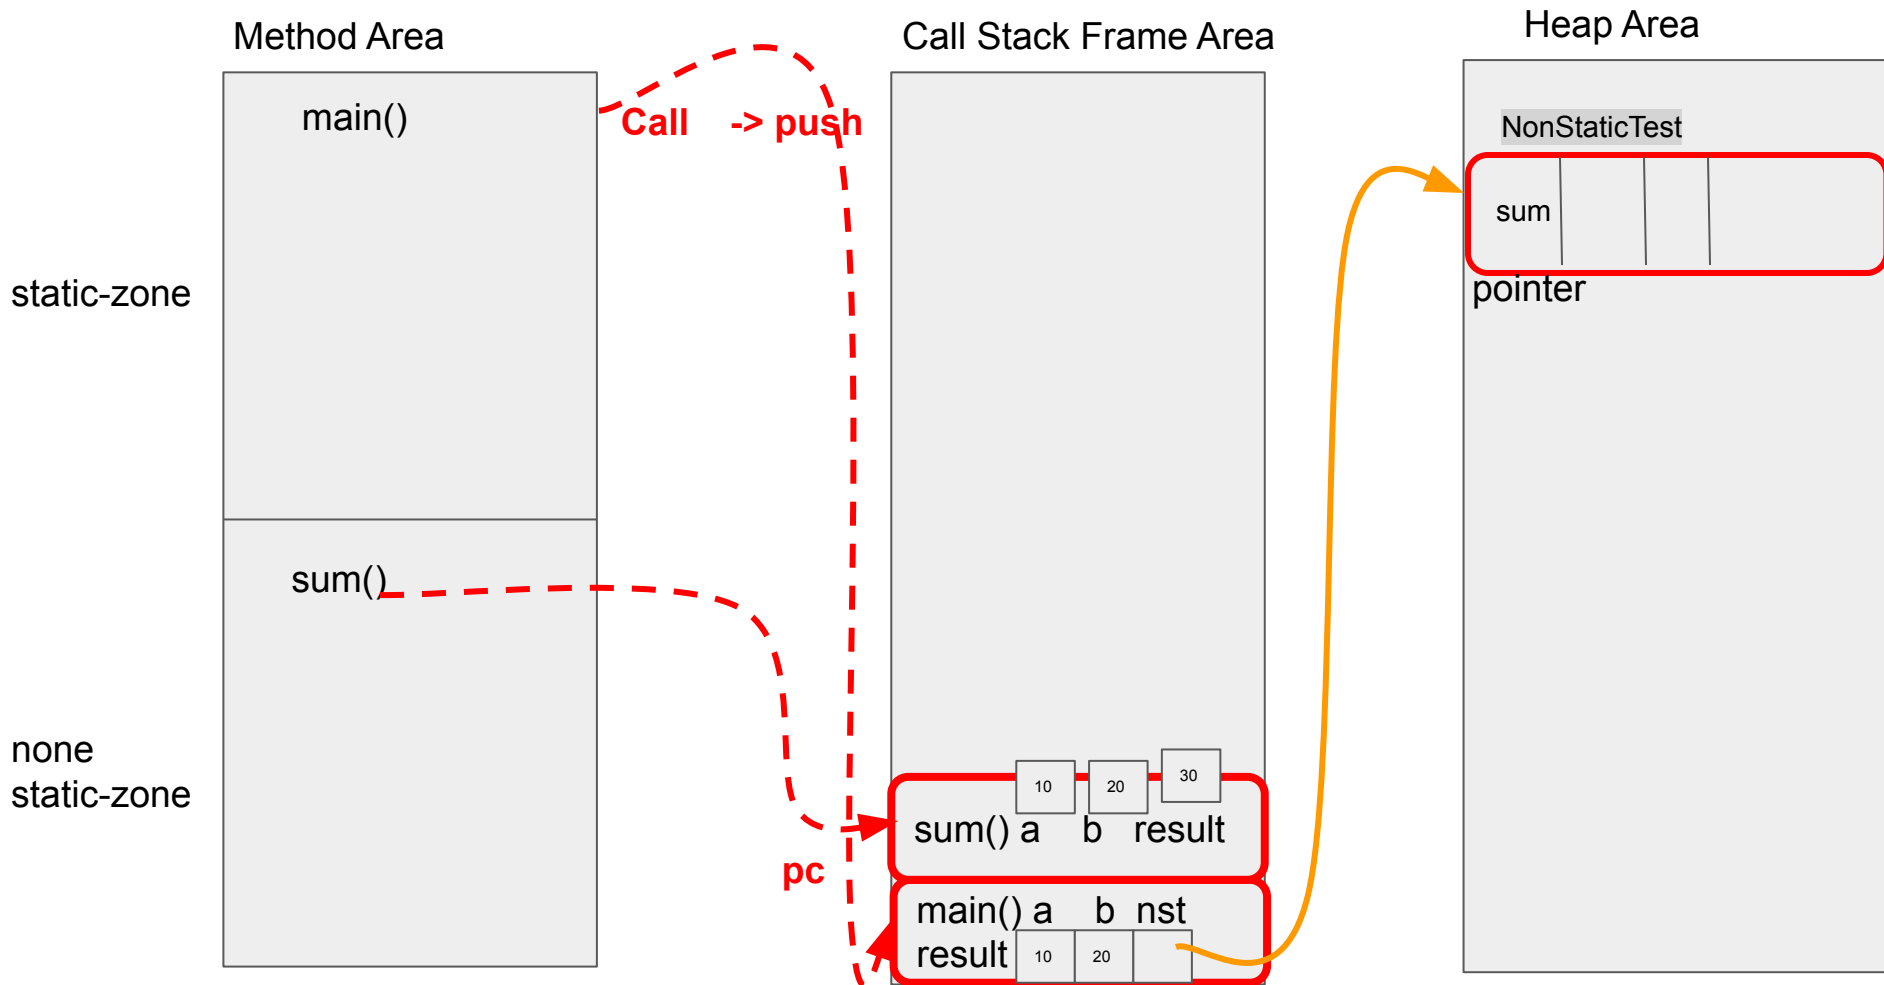 Method Area
Call Stack Frame Area
Heap Area
main()
Call -> push
NonStaticTest
sum
pointer
static-zone
sum()
none
static-zone
10 20 30
sum() a b result
pc
main() a b nst
result 10 20